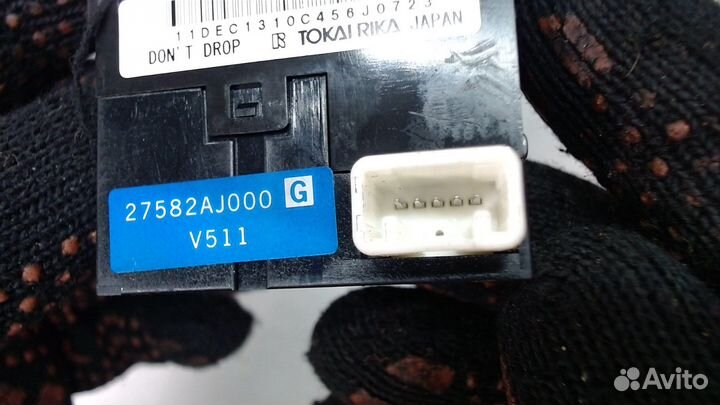 11DEC1310C456J0723
DON'T DROP TOKAI RIKA JAPAN
27582AJ000 G
V511
Avito